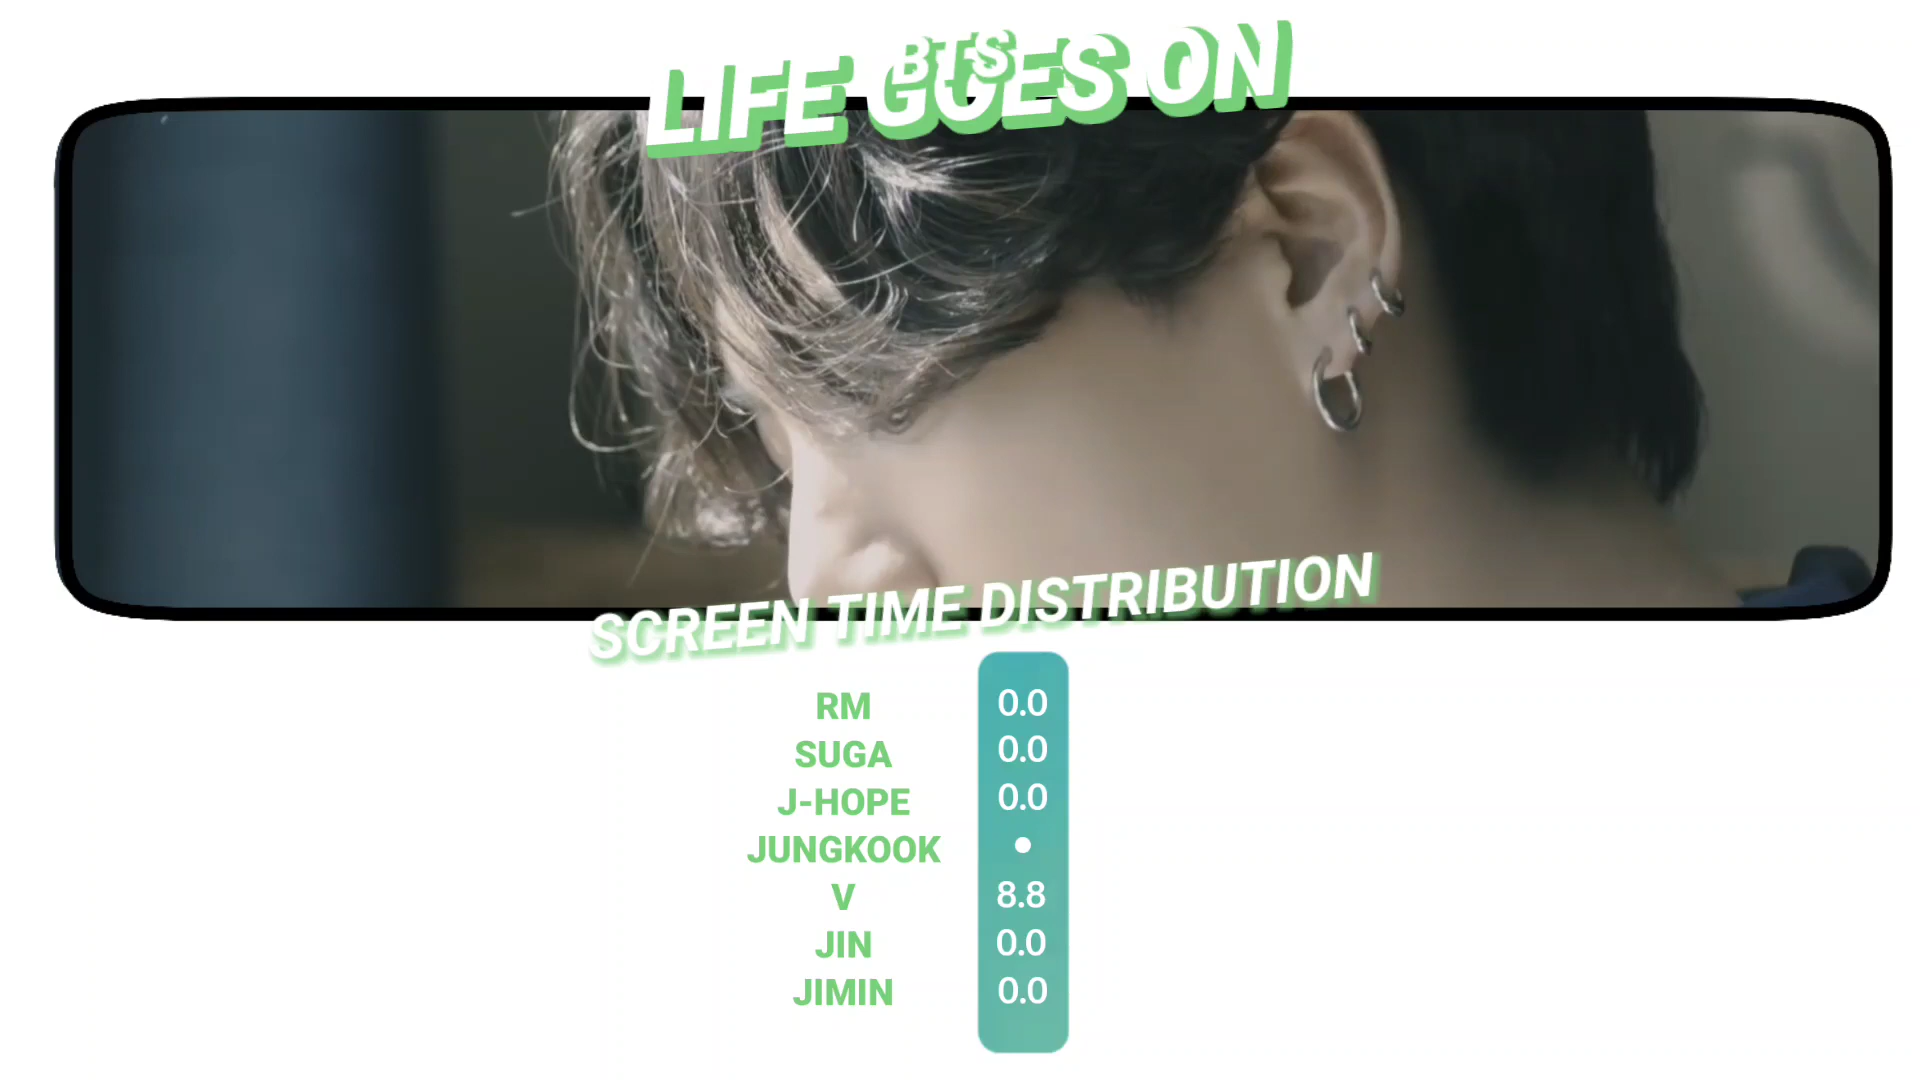 BTS
LIFE GOES ON
SCREEN TIME DISTRIBUTION
RM 0.0
SUGA 0.0
J-HOPE 0.0
JUNGKOOK •
V 8.8
JIN 0.0
JIMIN 0.0